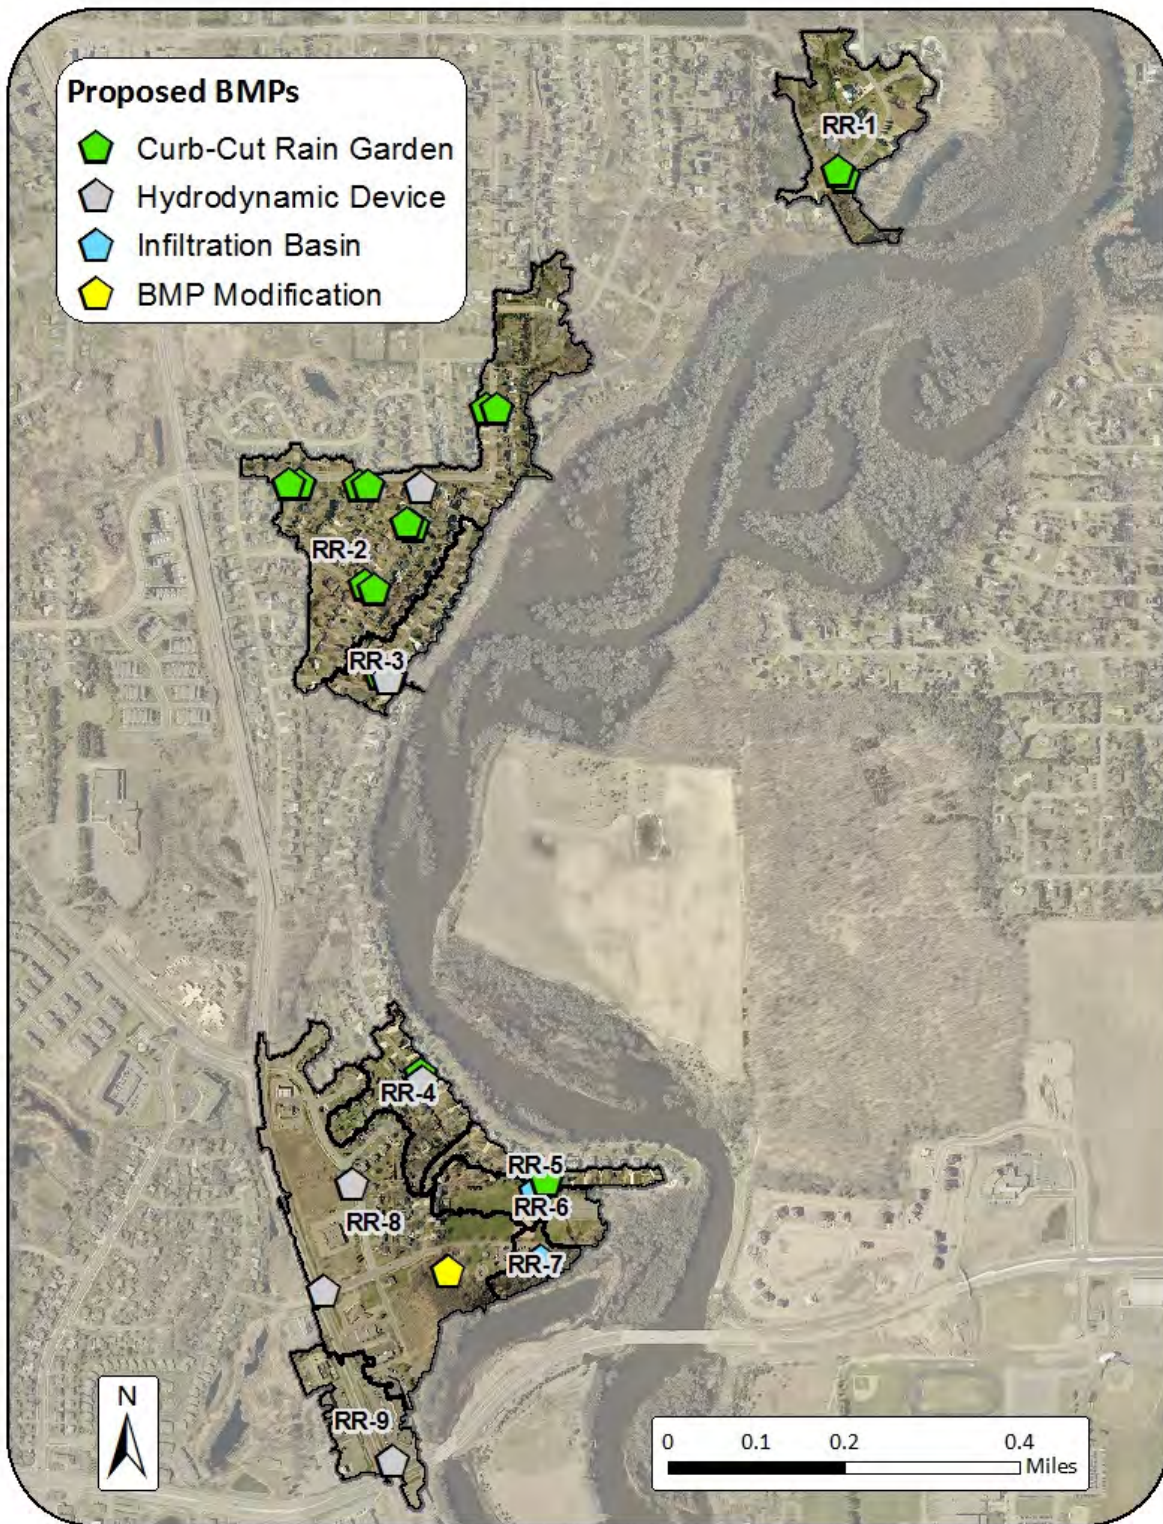 Proposed BMPs
Curb-Cut Rain Garden
Hydrodynamic Device
Infiltration Basin
BMP Modification
RR-1
RR-2
RR-3
RR-4
RR-5
RR-6
RR-8
RR-7
RR-9
N
0 0.1 0.2 0.4
Miles